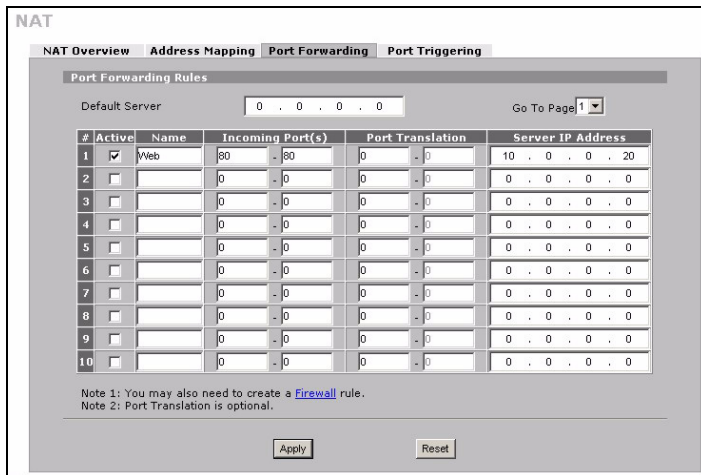 NAT
NAT Overview Address Mapping Port Forwarding Port Triggering
Port Forwarding Rules
Default Server 0 . 0 . 0 . 0 Go To Page 1
# Active Name Incoming Port(s) Port Translation Server IP Address
1 Web 80 - 80 0 - 0 10 . 0 . 0 . 20
2 0 - 0 0 - 0 0 . 0 . 0 . 0
3 0 - 0 0 - 0 0 . 0 . 0 . 0
4 0 - 0 0 - 0 0 . 0 . 0 . 0
5 0 - 0 0 - 0 0 . 0 . 0 . 0
6 0 - 0 0 - 0 0 . 0 . 0 . 0
7 0 - 0 0 - 0 0 . 0 . 0 . 0
8 0 - 0 0 - 0 0 . 0 . 0 . 0
9 0 - 0 0 - 0 0 . 0 . 0 . 0
10 0 - 0 0 - 0 0 . 0 . 0 . 0
Note 1: You may also need to create a Firewall rule.
Note 2: Port Translation is optional.
Apply Reset